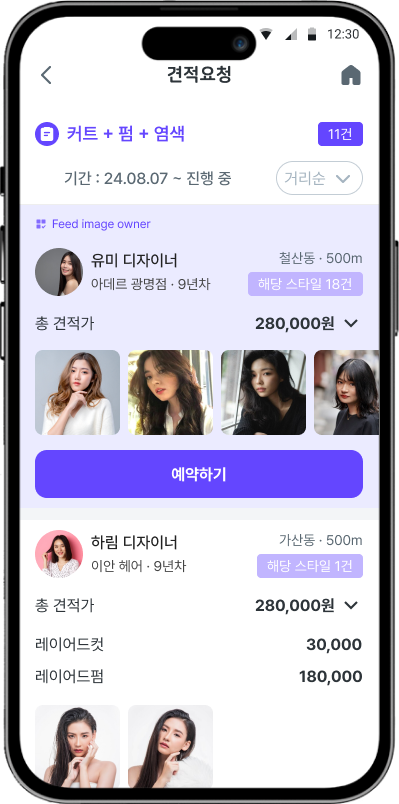 12:30
견적요청
커트 + 펌 + 염색
11건
기간 : 24.08.07 ~ 진행 중
거리순
Feed image owner
유미 디자이너
철산동 · 500m
아데르 광명점 · 9년차
해당 스타일 18건
총 견적가
280,000원
예약하기
하림 디자이너
가산동 · 500m
이안 헤어 · 9년차
해당 스타일 1건
총 견적가
280,000원
레이어드컷
30,000
레이어드펌
180,000